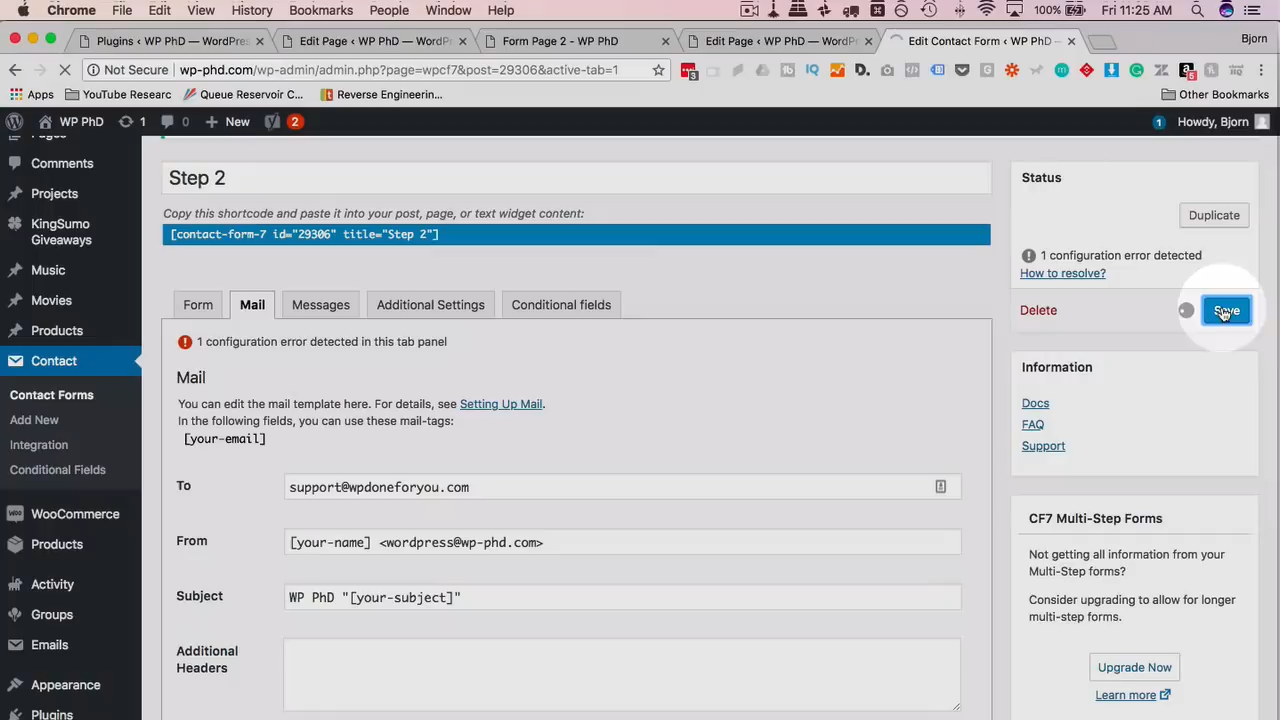 Chrome File Edit View History Bookmarks People Window Help 100% Fri 11:25 AM
Plugins ‹ WP PhD — WordPres Edit Page ‹ WP PhD — WordPr Form Page 2 - WP PhD Edit Page ‹ WP PhD — WordPr Edit Contact Form ‹ WP PhD — Bjorn
Not Secure wp-phd.com/wp-admin/admin.php?page=wpcf7&post=29306&active-tab=1
Apps YouTube Researc Queue Reservoir C... Reverse Engineerin... Other Bookmarks
WP PhD 1 0 New 2 1 Howdy, Bjorn
Comments
Projects
KingSumo
Giveaways
Music
Movies
Products
Contact
Contact Forms
Add New
Integration
Conditional Fields
WooCommerce
Products
Activity
Groups
Emails
Appearance
Plugins
Step 2
Copy this shortcode and paste it into your post, page, or text widget content:
[contact-form-7 id="29306" title="Step 2"]
Form Mail Messages Additional Settings Conditional fields
1 configuration error detected in this tab panel
Mail
You can edit the mail template here. For details, see Setting Up Mail.
In the following fields, you can use these mail-tags:
[your-email]
To support@wpdoneforyou.com
From [your-name] <wordpress@wp-phd.com>
Subject WP PhD "[your-subject]"
Additional
Headers
Status
Duplicate
1 configuration error detected
How to resolve?
Delete Save
Information
Docs
FAQ
Support
CF7 Multi-Step Forms
Not getting all information from your
Multi-Step forms?
Consider upgrading to allow for longer
multi-step forms.
Upgrade Now
Learn more